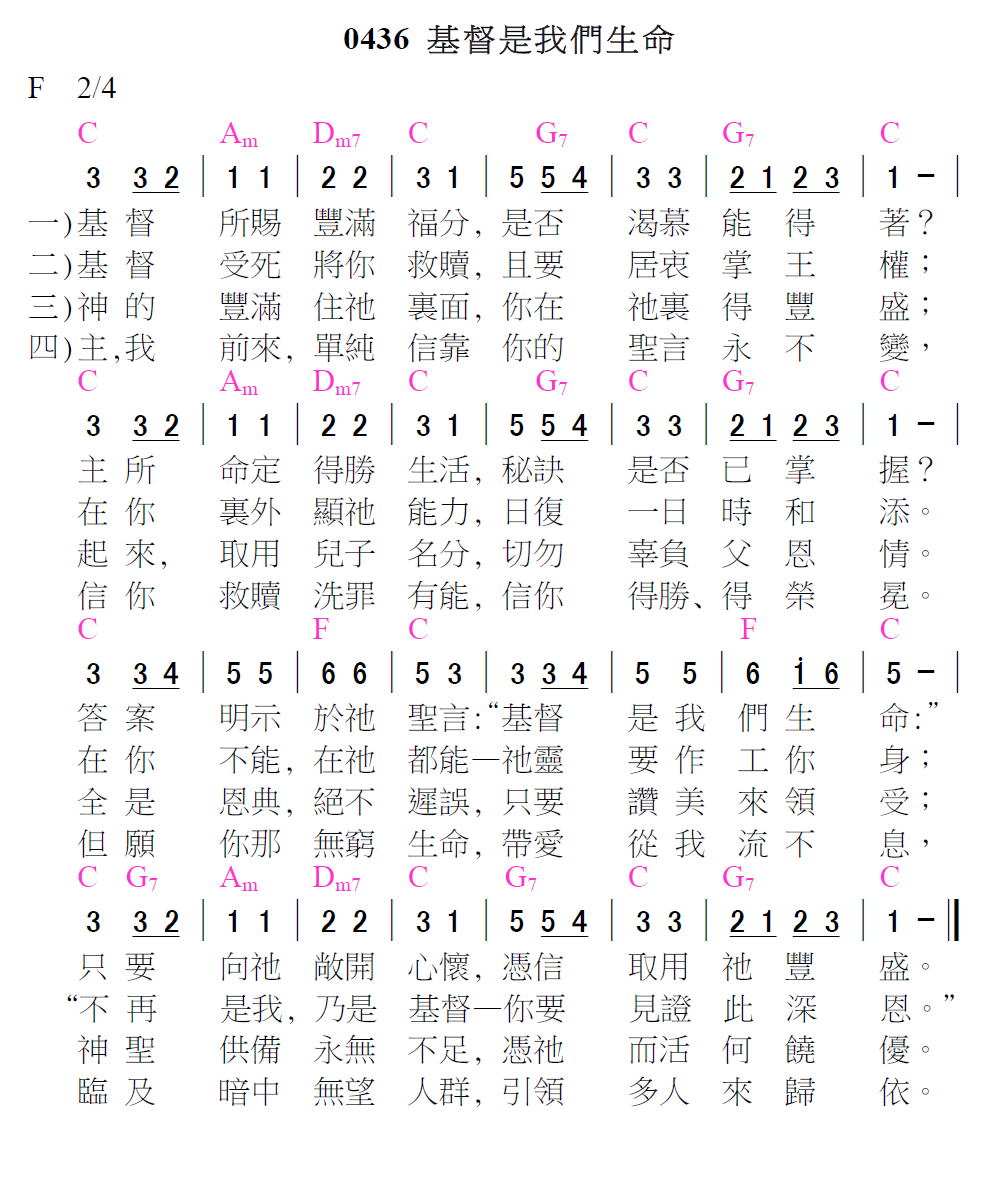 0436 基督是我們生命
F 2/4
C Am Dm7 C G7 C G7 C
3 3 2 | 1 1 | 2 2 | 3 1 | 5 5 4 | 3 3 | 2 1 2 3 | 1 – |
一)基督 所賜 豐滿 福分, 是否 渴慕 能得 著?
二)基督 受死 將你 救贖, 且要 居衷 掌王 權;
三)神的 豐滿 住祂 裏面, 你在 祂裏 得豐 盛;
四)主,我 前來, 單純 信靠 你的 聖言 永不 變,
C Am Dm7 C G7 C G7 C
3 3 2 | 1 1 | 2 2 | 3 1 | 5 5 4 | 3 3 | 2 1 2 3 | 1 – |
主所 命定 得勝 生活, 秘訣 是否 已掌 握?
在你 裏外 顯祂 能力, 日復 一日 時和 添。
起來, 取用 兒子 名分, 切勿 辜負 父恩 情。
信你 救贖 洗罪 有能, 信你 得勝、得榮 冕。
C F C F C
3 3 4 | 5 5 | 6 6 | 5 3 | 3 3 4 | 5 5 | 6 i 6 | 5 – |
答案 明示 於祂 聖言:“基督 是我 們生 命:”
在你 不能, 在祂 都能—祂靈 要作 工你 身;
全是 恩典, 絕不 遲誤, 只要 讚美 來領 受;
但願 你那 無窮 生命, 帶愛 從我 流不 息,
C G7 Am Dm7 C G7 C G7 C
3 3 2 | 1 1 | 2 2 | 3 1 | 5 5 4 | 3 3 | 2 1 2 3 | 1 – ‖
只要 向祂 敞開 心懷, 憑信 取用 祂豐 盛。
“不再 是我, 乃是 基督—你要 見證 此深 恩。”
神聖 供備 永無 不足, 憑祂 而活 何饒 優。
臨及 暗中 無望 人群, 引領 多人 來歸 依。